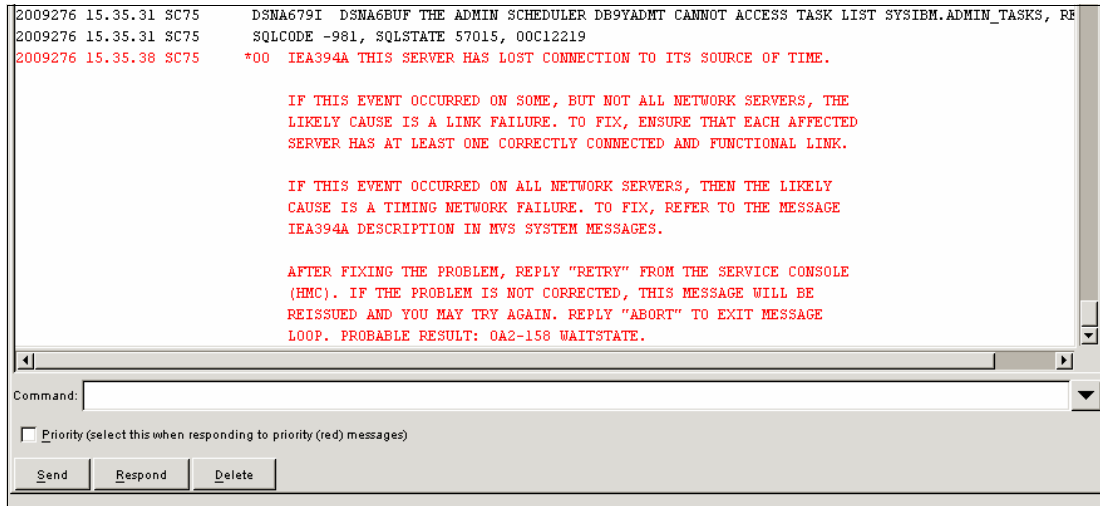 2009276 15.35.31 SC75 DSNA679I DSNA6BUF THE ADMIN SCHEDULER DB9YADMT CANNOT ACCESS TASK LIST SYSIBM.ADMIN_TASKS, RE
2009276 15.35.31 SC75 SQLCODE -981, SQLSTATE 57015, 00C12219
2009276 15.35.38 SC75 *00 IEA394A THIS SERVER HAS LOST CONNECTION TO ITS SOURCE OF TIME.
IF THIS EVENT OCCURRED ON SOME, BUT NOT ALL NETWORK SERVERS, THE
LIKELY CAUSE IS A LINK FAILURE. TO FIX, ENSURE THAT EACH AFFECTED
SERVER HAS AT LEAST ONE CORRECTLY CONNECTED AND FUNCTIONAL LINK.
IF THIS EVENT OCCURRED ON ALL NETWORK SERVERS, THEN THE LIKELY
CAUSE IS A TIMING NETWORK FAILURE. TO FIX, REFER TO THE MESSAGE
IEA394A DESCRIPTION IN MVS SYSTEM MESSAGES.
AFTER FIXING THE PROBLEM, REPLY "RETRY" FROM THE SERVICE CONSOLE
(HMC). IF THE PROBLEM IS NOT CORRECTED, THIS MESSAGE WILL BE
REISSUED AND YOU MAY TRY AGAIN. REPLY "ABORT" TO EXIT MESSAGE
LOOP. PROBABLE RESULT: 0A2-158 WAITSTATE.
Command:
Priority (select this when responding to priority (red) messages)
Send Respond Delete